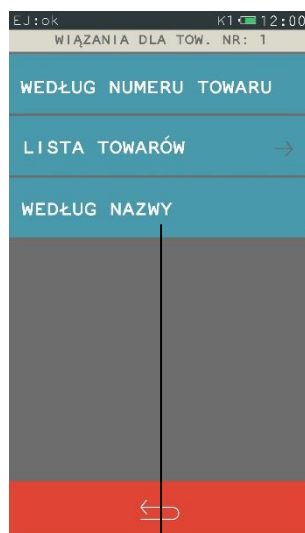 EJ:ok K1 12:00
WIĄZANIA DLA TOW. NR: 1
WEDŁUG NUMERU TOWARU
LISTA TOWARÓW
WEDŁUG NAZWY